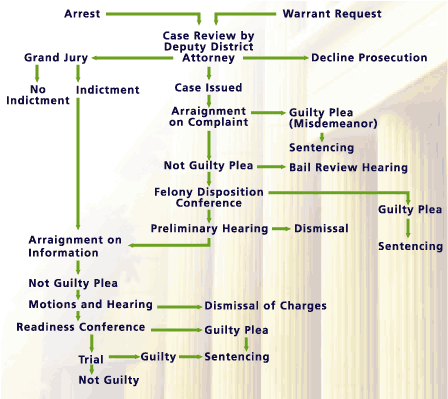 Arrest
Warrant Request
Case Review by
Deputy District
Attorney
Grand Jury
Decline Prosecution
No
Indictment
Indictment
Case Issued
Arraignment
on Complaint
Guilty Plea
(Misdemeanor)
Sentencing
Not Guilty Plea
Bail Review Hearing
Felony Disposition
Conference
Guilty Plea
Sentencing
Preliminary Hearing
Dismissal
Arraignment on
Information
Not Guilty Plea
Motions and Hearing
Dismissal of Charges
Readiness Conference
Guilty Plea
Trial
Guilty
Sentencing
Not Guilty